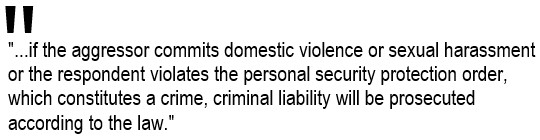 "
"...if the aggressor commits domestic violence or sexual harassment
or the respondent violates the personal security protection order,
which constitutes a crime, criminal liability will be prosecuted
according to the law."